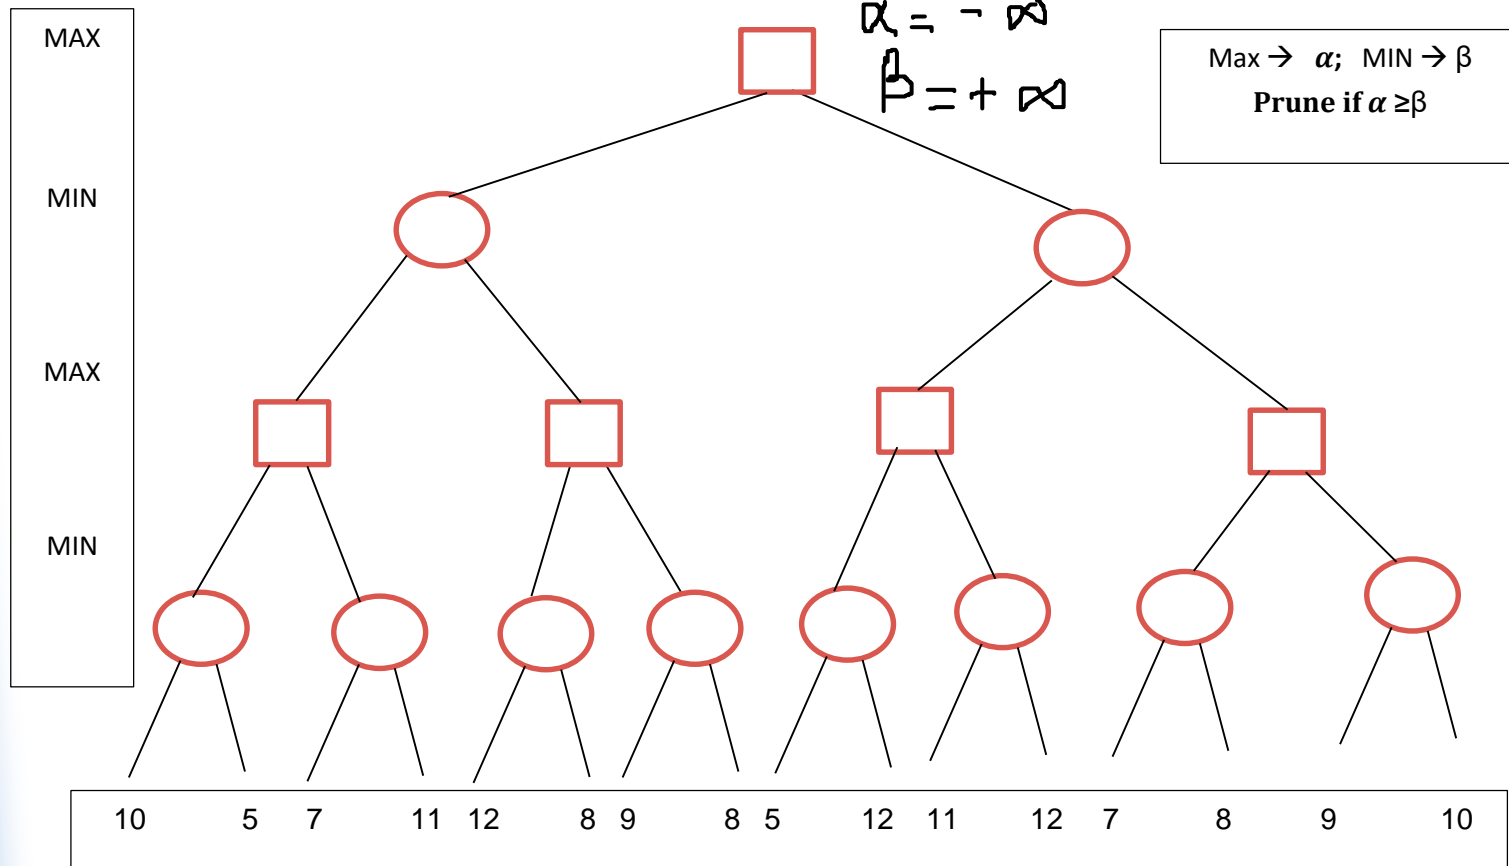 MAX
α = - ∞
β = + ∞
Max → α; MIN → β
Prune if α ≥β
MIN
MAX
MIN
10 5 7 11 12 8 9 8 5 12 11 12 7 8 9 10